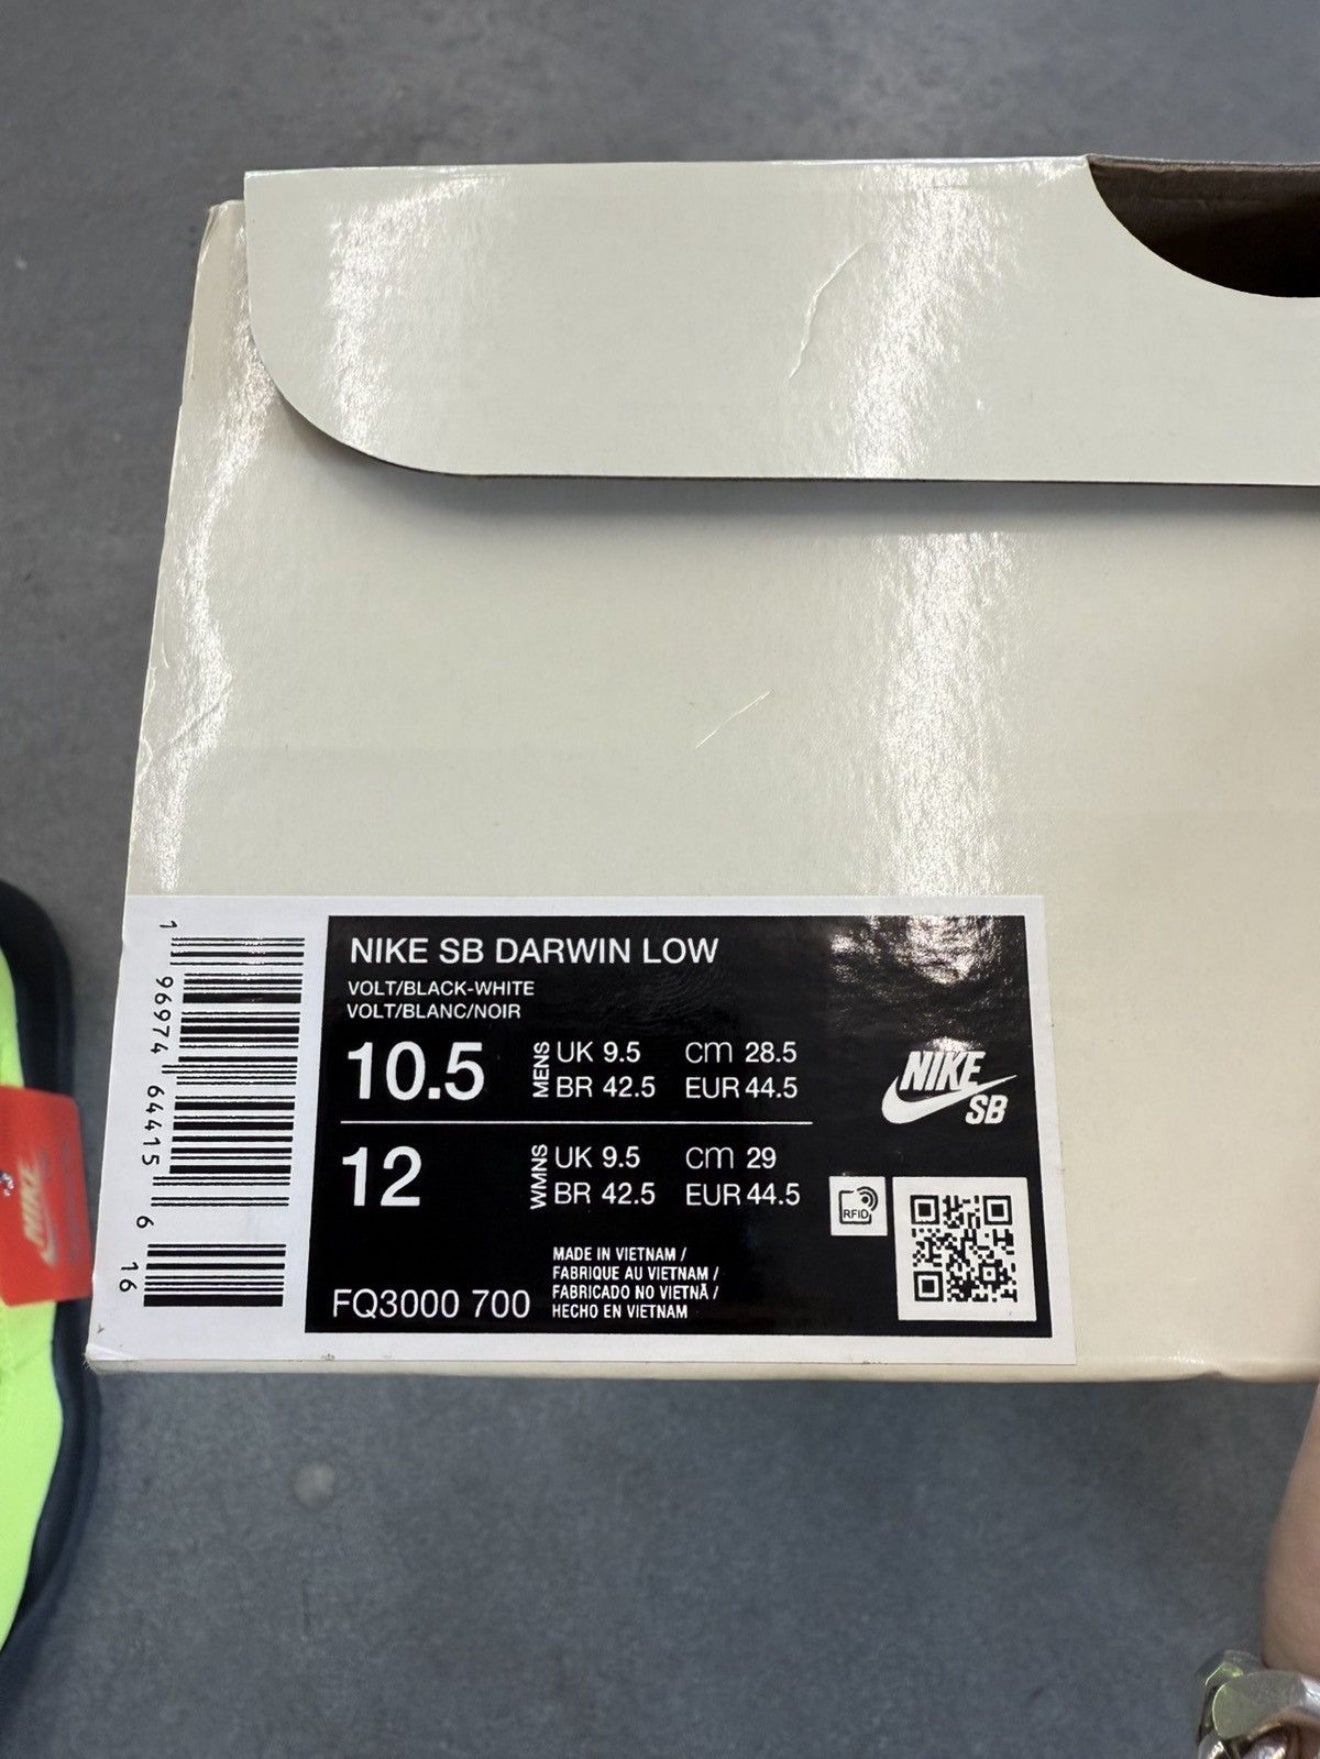 NIKE SB DARWIN LOW
VOLT/BLACK-WHITE
VOLT/BLANC/NOIR
10.5
MENS
UK 9.5 cm 28.5
BR 42.5 EUR 44.5
12
WMNS
UK 9.5 cm 29
BR 42.5 EUR 44.5
MADE IN VIETNAM /
FABRIQUE AU VIETNAM /
FABRICADO NO VIETNÃ /
HECHO EN VIETNAM
FQ3000 700
NIKE
SB
RFID
1 96974 64415 6 16
NIKE